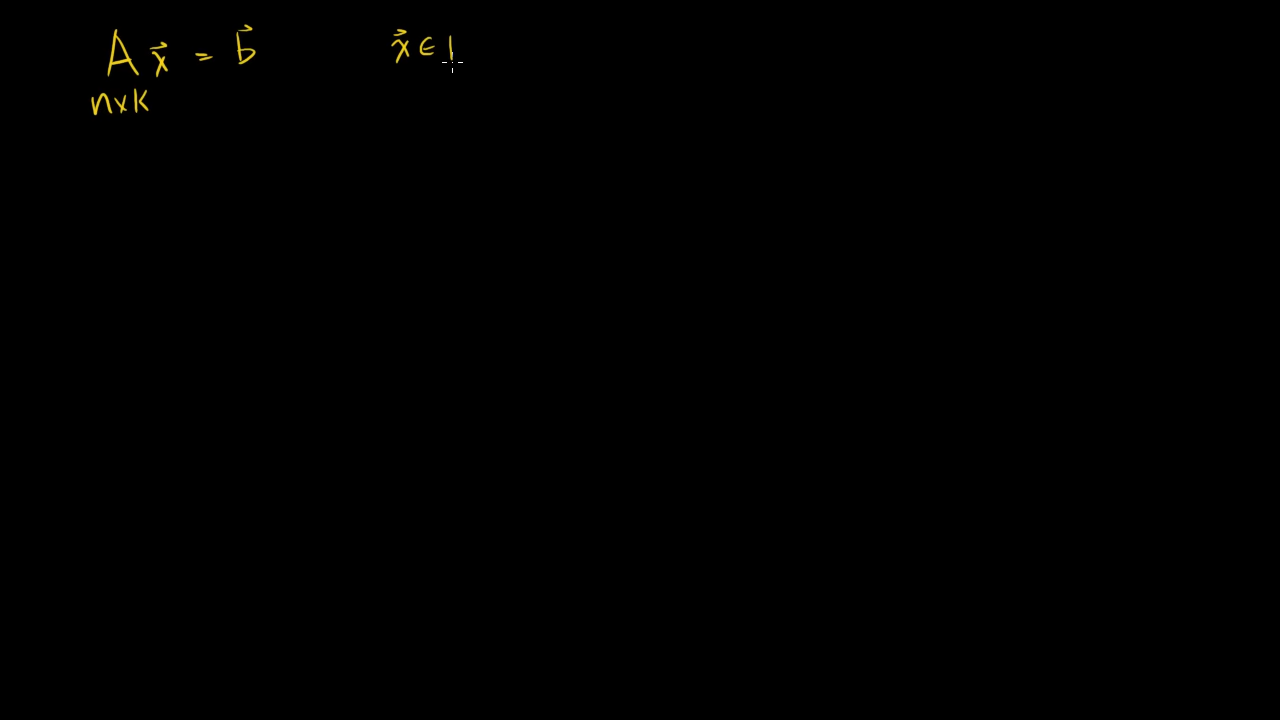 A x⃗ = b⃗ x⃗ ∈
n×k